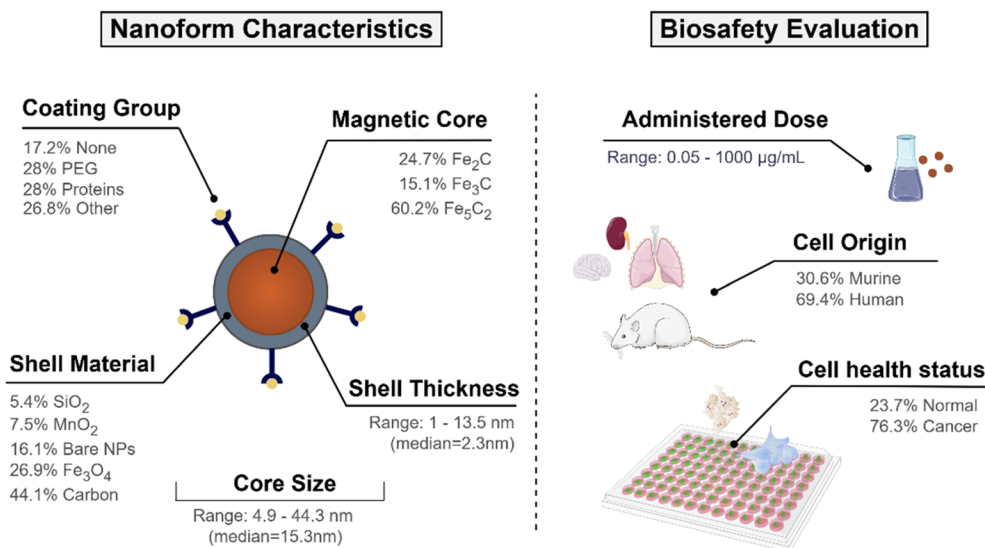 Nanoform Characteristics
Coating Group
17.2% None
28% PEG
28% Proteins
26.8% Other
Magnetic Core
24.7% Fe₂C
15.1% Fe₃C
60.2% Fe₅C₂
Shell Material
5.4% SiO₂
7.5% MnO₂
16.1% Bare NPs
26.9% Fe₃O₄
44.1% Carbon
Shell Thickness
Range: 1 - 13.5 nm
(median=2.3nm)
Core Size
Range: 4.9 - 44.3 nm
(median=15.3nm)
Biosafety Evaluation
Administered Dose
Range: 0.05 - 1000 µg/mL
Cell Origin
30.6% Murine
69.4% Human
Cell health status
23.7% Normal
76.3% Cancer